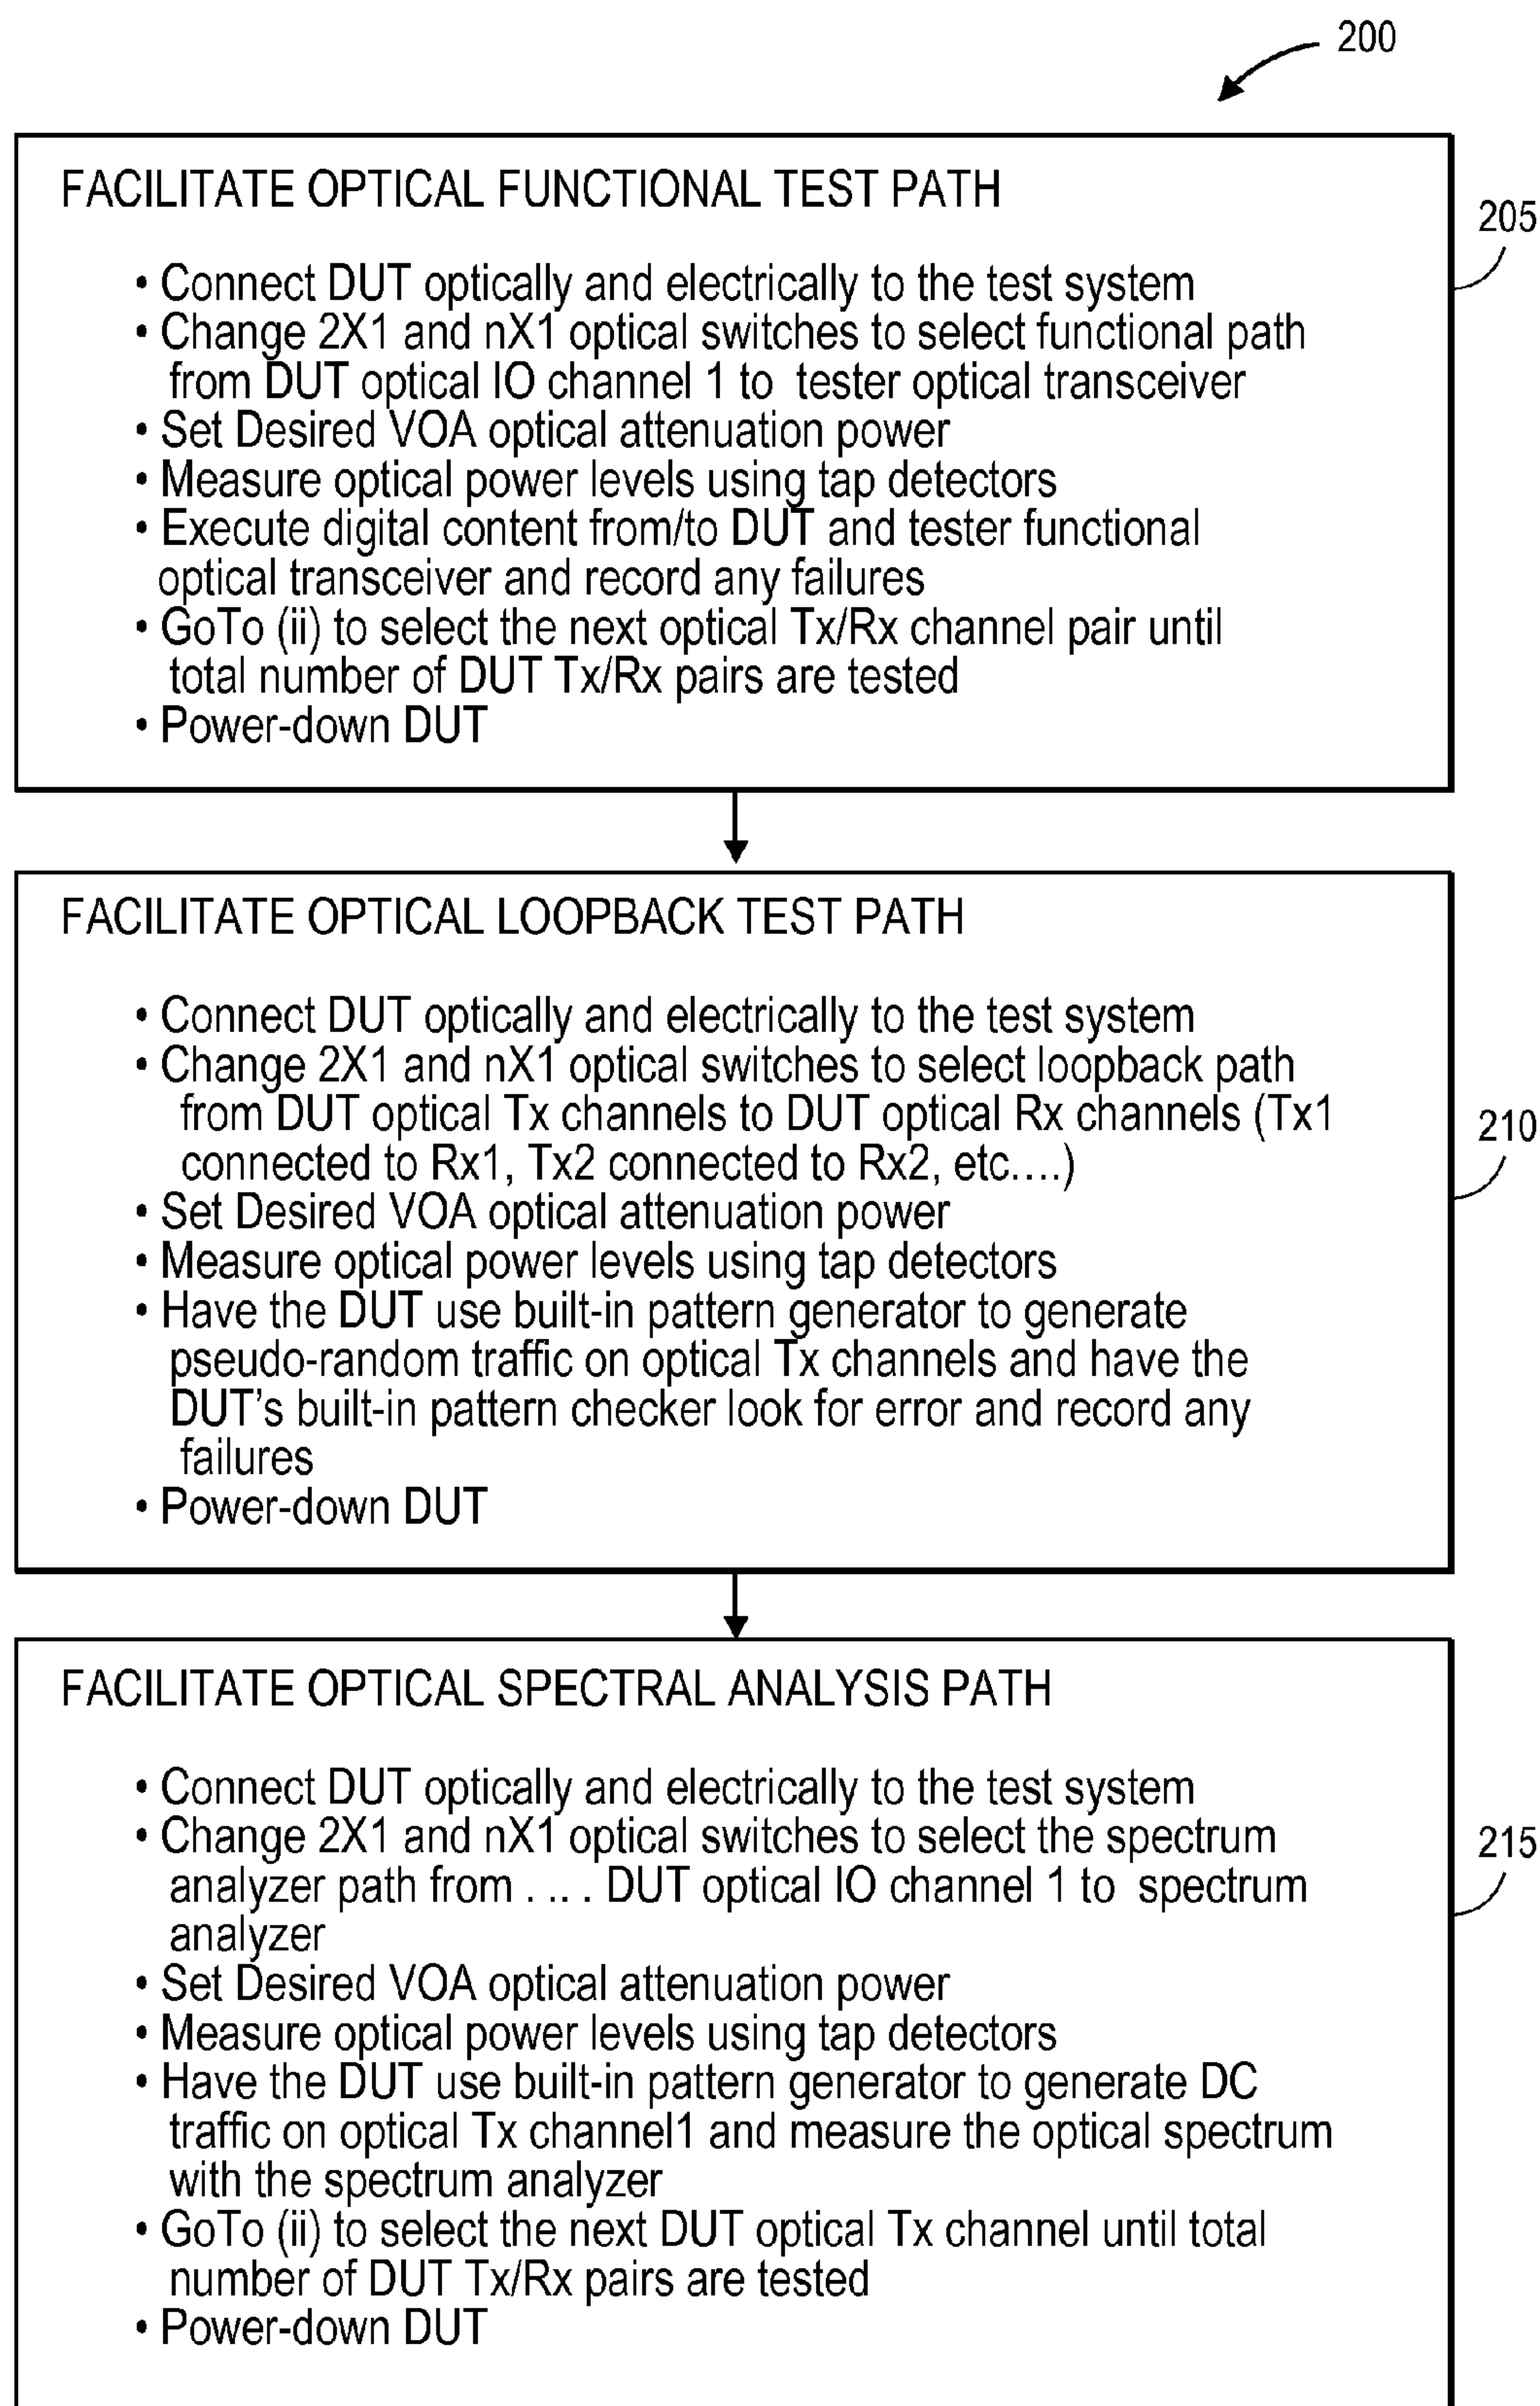 200
FACILITATE OPTICAL FUNCTIONAL TEST PATH
205
• Connect DUT optically and electrically to the test system
• Change 2X1 and nX1 optical switches to select functional path
from DUT optical IO channel 1 to tester optical transceiver
• Set Desired VOA optical attenuation power
• Measure optical power levels using tap detectors
• Execute digital content from/to DUT and tester functional
optical transceiver and record any failures
• GoTo (ii) to select the next optical Tx/Rx channel pair until
total number of DUT Tx/Rx pairs are tested
• Power-down DUT
FACILITATE OPTICAL LOOPBACK TEST PATH
• Connect DUT optically and electrically to the test system
• Change 2X1 and nX1 optical switches to select loopback path
from DUT optical Tx channels to DUT optical Rx channels (Tx1
210
connected to Rx1, Tx2 connected to Rx2, etc....)
• Set Desired VOA optical attenuation power
• Measure optical power levels using tap detectors
• Have the DUT use built-in pattern generator to generate
pseudo-random traffic on optical Tx channels and have the
DUT's built-in pattern checker look for error and record any
failures
• Power-down DUT
FACILITATE OPTICAL SPECTRAL ANALYSIS PATH
• Connect DUT optically and electrically to the test system
• Change 2X1 and nX1 optical switches to select the spectrum
215
analyzer path from . .. . DUT optical IO channel 1 to spectrum
analyzer
• Set Desired VOA optical attenuation power
• Measure optical power levels using tap detectors
• Have the DUT use built-in pattern generator to generate DC
traffic on optical Tx channel1 and measure the optical spectrum
with the spectrum analyzer
• GoTo (ii) to select the next DUT optical Tx channel until total
number of DUT Tx/Rx pairs are tested
• Power-down DUT